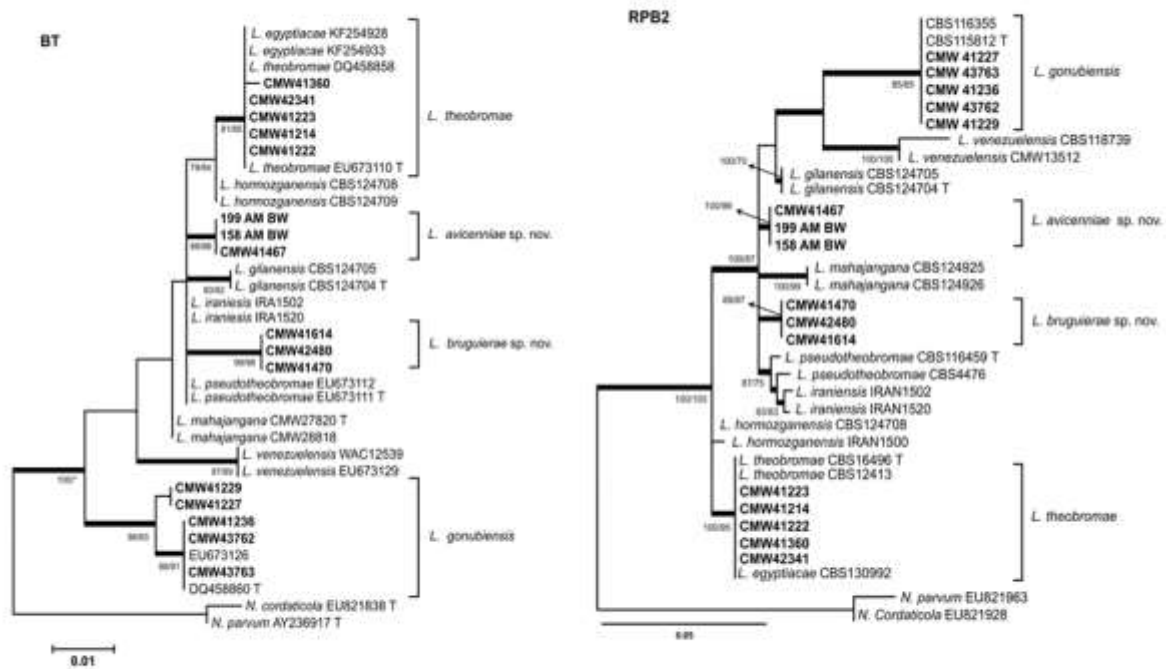 BT
L. egyptiacae KF254928
L. egyptiacae KF254933
L. theobromae DQ458858
CMW41360
CMW42341
CMW41223
CMW41214
CMW41222
L. theobromae EU673110 T
L. theobromae
L. hormozganensis CBS124708
L. hormozganensis CBS124709
199 AM BW
158 AM BW
CMW41467
L. avicenniae sp. nov.
L. gilanensis CBS124705
L. gilanensis CBS124704 T
L. iraniesis IRA1502
L. iraniesis IRA1520
CMW41614
CMW42480
CMW41470
L. bruguierae sp. nov.
L. pseudotheobromae EU673112
L. pseudotheobromae EU673111 T
L. mahajangana CMW27820 T
L. mahajangana CMW28818
L. venezuelensis WAC12539
L. venezuelensis EU673129
CMW41229
CMW41227
CMW41236
CMW43762
EU673126
CMW43763
DQ458860 T
L. gonubiensis
N. cordaticola EU821838 T
N. parvum AY236917 T
0.01
RPB2
CBS116355
CBS115812 T
CMW 41227
CMW 43763
CMW 41236
CMW 43762
CMW 41229
L. gonubiensis
L. venezuelensis CBS118739
L. venezuelensis CMW13512
100/100
L. gilanensis CBS124705
L. gilanensis CBS124704 T
CMW41467
199 AM BW
158 AM BW
L. avicenniae sp. nov.
L. mahajangana CBS124925
L. mahajangana CBS124926
CMW41470
CMW42480
CMW41614
L. bruguierae sp. nov.
L. pseudotheobromae CBS116459 T
L. pseudotheobromae CBS4476
L. iraniensis IRAN1502
L. iraniensis IRAN1520
L. hormozganensis CBS124708
L. hormozganensis IRAN1500
100/100
L. theobromae CBS16496 T
L. theobromae CBS12413
CMW41223
CMW41214
CMW41222
CMW41360
CMW42341
L. egyptiacae CBS130992
L. theobromae
N. parvum EU821963
N. Cordaticola EU821928
0.05